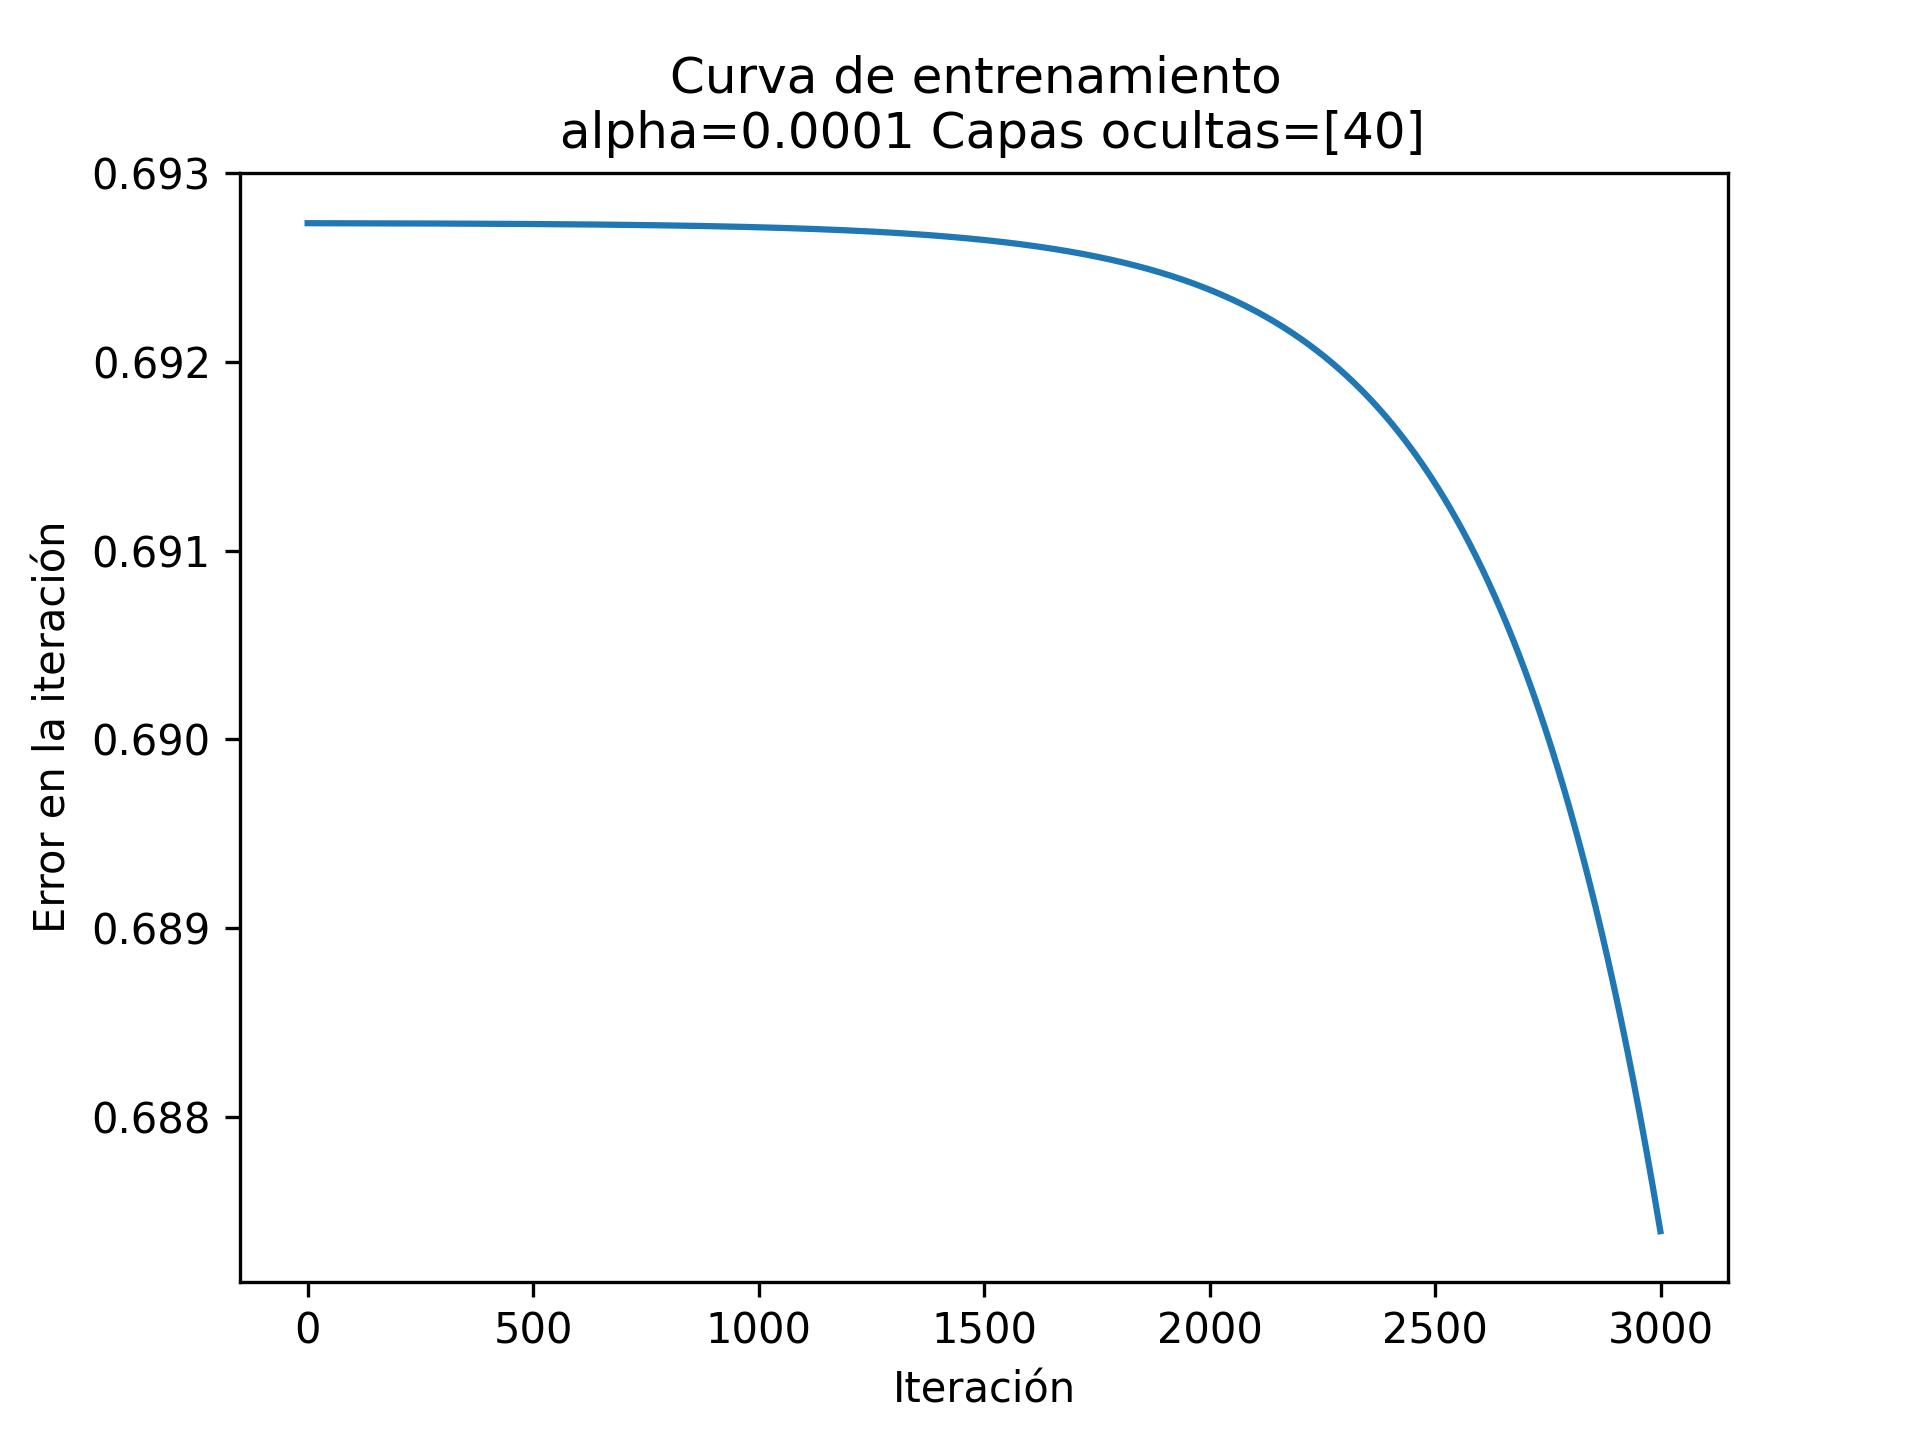 Curva de entrenamiento
alpha=0.0001 Capas ocultas=[40]
0.693
0.692
0.691
0.690
0.689
0.688
Error en la iteración
0 500 1000 1500 2000 2500 3000
Iteración